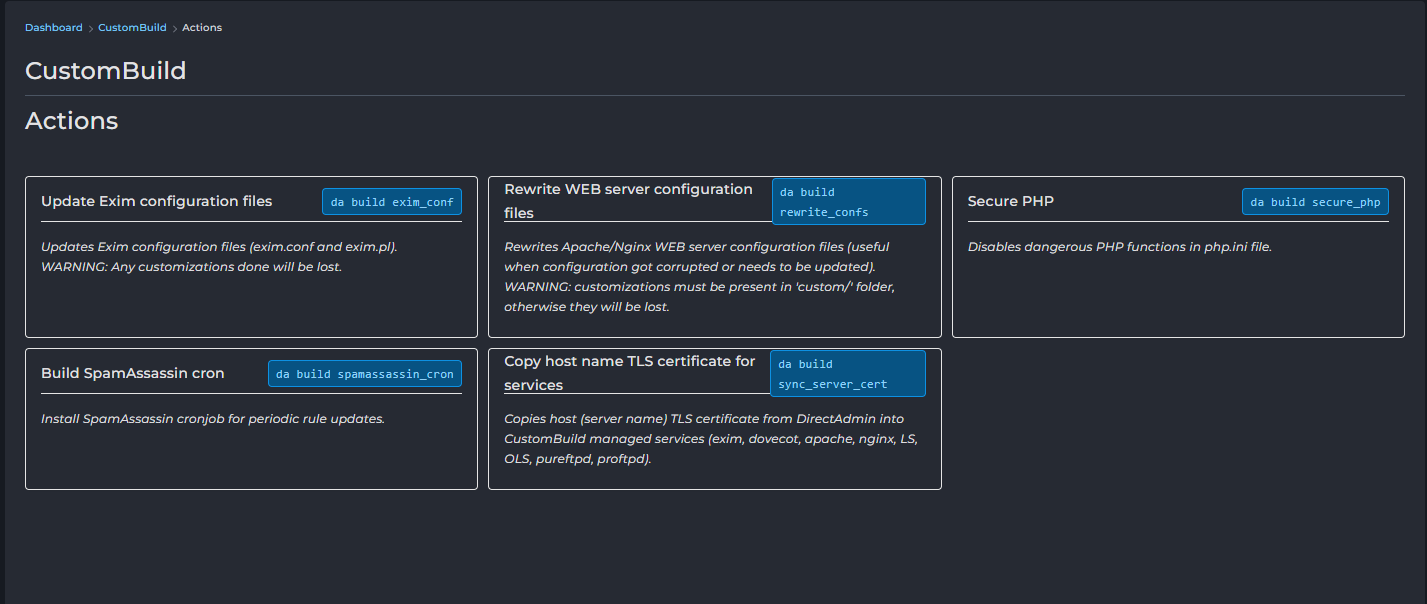 Dashboard > CustomBuild > Actions
CustomBuild
Actions
Update Exim configuration files
da build exim_conf
Updates Exim configuration files (exim.conf and exim.pl).
WARNING: Any customizations done will be lost.
Rewrite WEB server configuration
files
da build
rewrite_confs
Rewrites Apache/Nginx WEB server configuration files (useful
when configuration got corrupted or needs to be updated).
WARNING: customizations must be present in 'custom/' folder,
otherwise they will be lost.
Secure PHP
da build secure_php
Disables dangerous PHP functions in php.ini file.
Build SpamAssassin cron
da build spamassassin_cron
Install SpamAssassin cronjob for periodic rule updates.
Copy host name TLS certificate for
services
da build
sync_server_cert
Copies host (server name) TLS certificate from DirectAdmin into
CustomBuild managed services (exim, dovecot, apache, nginx, LS,
OLS, pureftpd, proftpd).